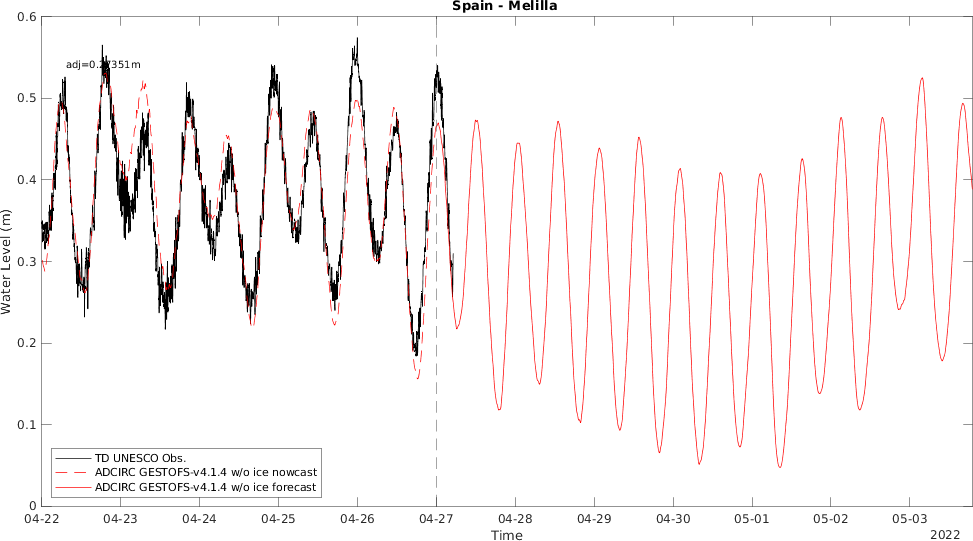 Spain - Melilla
adj=0.27351m
Water Level (m)
0.6
0.5
0.4
0.3
0.2
0.1
0
TD UNESCO Obs.
ADCIRC GESTOFS-v4.1.4 w/o ice nowcast
ADCIRC GESTOFS-v4.1.4 w/o ice forecast
04-22 04-23 04-24 04-25 04-26 04-27 04-28 04-29 04-30 05-01 05-02 05-03
Time
2022